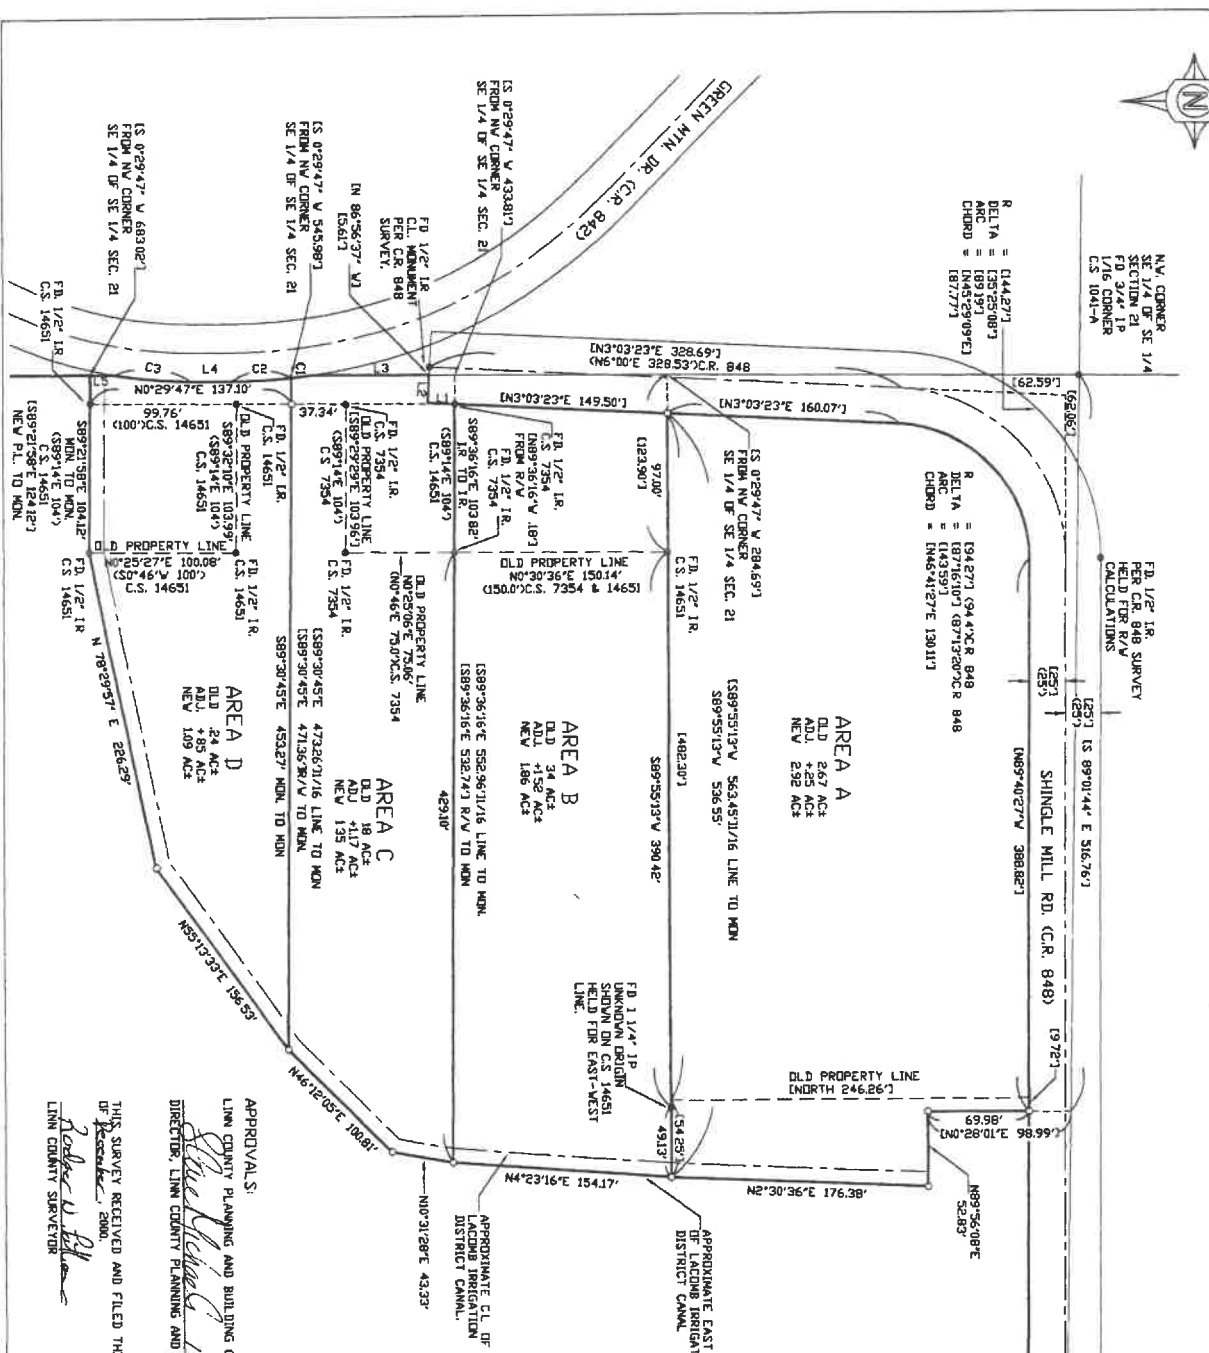 N
N.W. CORNER
SE 1/4 OF SE 1/4
SECTION 21
FD 3/4" IP
1/16 CORNER
C.S 1041-A
R = [144.27']
DELTA = [35°25'08"]
ARC = [89.19']
CHORD = [N45°29'09"E]
[87.77']
GREEN MTN. DR. (C.R. 842)
[S 0°29'47" W 433.81']
FROM NW CORNER
SE 1/4 OF SE 1/4 SEC. 21
FD 1/2" I.R
C.L. MONUMENT
PER C.R. 848
SURVEY.
[N 86°56'37" W]
[5.61']
[S 0°29'47" W 545.98']
FROM NW CORNER
SE 1/4 OF SE 1/4 SEC. 21
[S 0°29'47" W 683.02']
FROM NW CORNER
SE 1/4 OF SE 1/4 SEC. 21
FD. 1/2" I.R
C.S. 14651
[62.59']
[62.06']
[N3°03'23"E 328.69']
(N6°00'E 328.53')C.R. 848
[N3°03'23"E 149.50']
[N3°03'23"E 160.07']
L1
L2
L3
C1
C2
L4
C3
L5
N0°29'47"E 137.10'
99.76'
(100')C.S. 14651
37.34'
FD. 1/2" I.R.
PER C.R. 848 SURVEY
HELD FOR R/W
CALCULATIONS
R = [94.27'] (94.4')C.R 848
DELTA = [87°16'10"] (87°13'20")C.R 848
ARC = [143.59']
CHORD = [N46°41'27"E 130.11']
[25']
(25')
[25']
(25')
[S 89°01'44" E 516.76']
SHINGLE MILL RD. (C.R. 848)
[N89°40'27"W 388.82']
[9.72']
[S 0°29'47" W 284.69']
FROM NW CORNER
SE 1/4 OF SE 1/4 SEC. 21
97.00'
[123.90']
FD. 1/2" I.R.
C.S. 14651
AREA A
OLD 2.67 AC±
ADJ. +.25 AC±
NEW 2.92 AC±
[S89°55'13"W 563.45']1/16 LINE TO MON
S89°55'13"W 536.55'
[482.30']
S89°55'13"W 390.42'
FD. 1/2" I.R.
C.S 7354
[N89°36'16"W .18']
FROM R/W
FD. 1/2" I.R.
C.S. 7354
S89°36'16"E 103.82'
I.R TO I.R.
(S89°14'E 104')
C.S. 14651
OLD PROPERTY LINE
N0°30'36"E 150.14'
(150.0')C.S. 7354 & 14651
AREA B
OLD .34 AC±
ADJ. +1.52 AC±
NEW 1.86 AC±
[S89°36'16"E 552.96']1/16 LINE TO MON.
[S89°36'16"E 532.74'] R/W TO MON
429.10'
FD 1 1/4" IP
UNKNOWN ORIGIN
SHOWN ON C.S 14651
HELD FOR EAST-WEST
LINE.
OLD PROPERTY LINE
[NORTH 246.26']
69.98'
[N0°28'01"E 98.99']
N89°56'08"E
52.83'
[54.25']
49.13'
N2°30'36"E 176.38'
N4°23'16"E 154.17'
APPROXIMATE EAST
OF LACOMB IRRIGAT
DISTRICT CANAL
APPROXIMATE C.L. OF
LACOMB IRRIGATION
DISTRICT CANAL.
N10°31'28"E 43.33'
FD. 1/2" I.R.
C.S. 7354
OLD PROPERTY LINE
[S89°29'29"E 103.96']
(S89°14'E 104')
C.S 7354
FD. 1/2" I.R.
C.S. 7354
OLD PROPERTY LINE
N0°25'06"E 75.06'
(N0°46'E 75.0')C.S. 7354
AREA C
OLD .18 AC±
ADJ +1.17 AC±
NEW 1.35 AC±
[S89°30'45"E 473.26']1/16 LINE TO MON
[S89°30'45"E 471.36']R/W TO MON.
S89°30'45"E 453.27' MON. TO MON
FD. 1/2" I.R.
C.S. 14651
OLD PROPERTY LINE
S89°32'10"E 103.99'
(S89°14'E 104')
C.S. 14651
FD. 1/2" I.R.
C.S. 14651
OLD PROPERTY LINE
N0°25'27"E 100.08'
(S0°46'W 100')
C.S. 14651
AREA D
OLD .24 AC±
ADJ. +.85 AC±
NEW 1.09 AC±
S89°21'58"E 104.12'
MON. TO MON.
(S89°14'E 104')
C.S. 14651
[S89°21'58"E 124.12']
NEW P.L. TO MON.
FD. 1/2" I.R
C.S 14651
N 78°29'57" E 226.29'
N55°13'33"E 156.53'
N46°12'05"E 100.81'
APPROVALS:
LINN COUNTY PLANNING AND BUILDING
DIRECTOR, LINN COUNTY PLANNING AND
THIS SURVEY RECEIVED AND FILED TH
OF December, 2000.
LINN COUNTY SURVEYOR